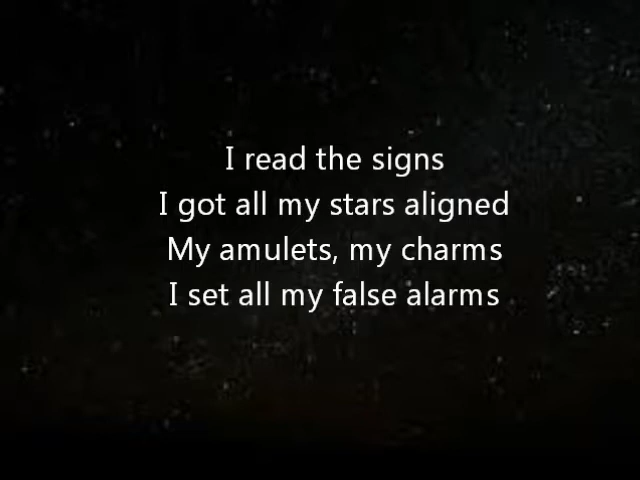 I read the signs
I got all my stars aligned
My amulets, my charms
I set all my false alarms